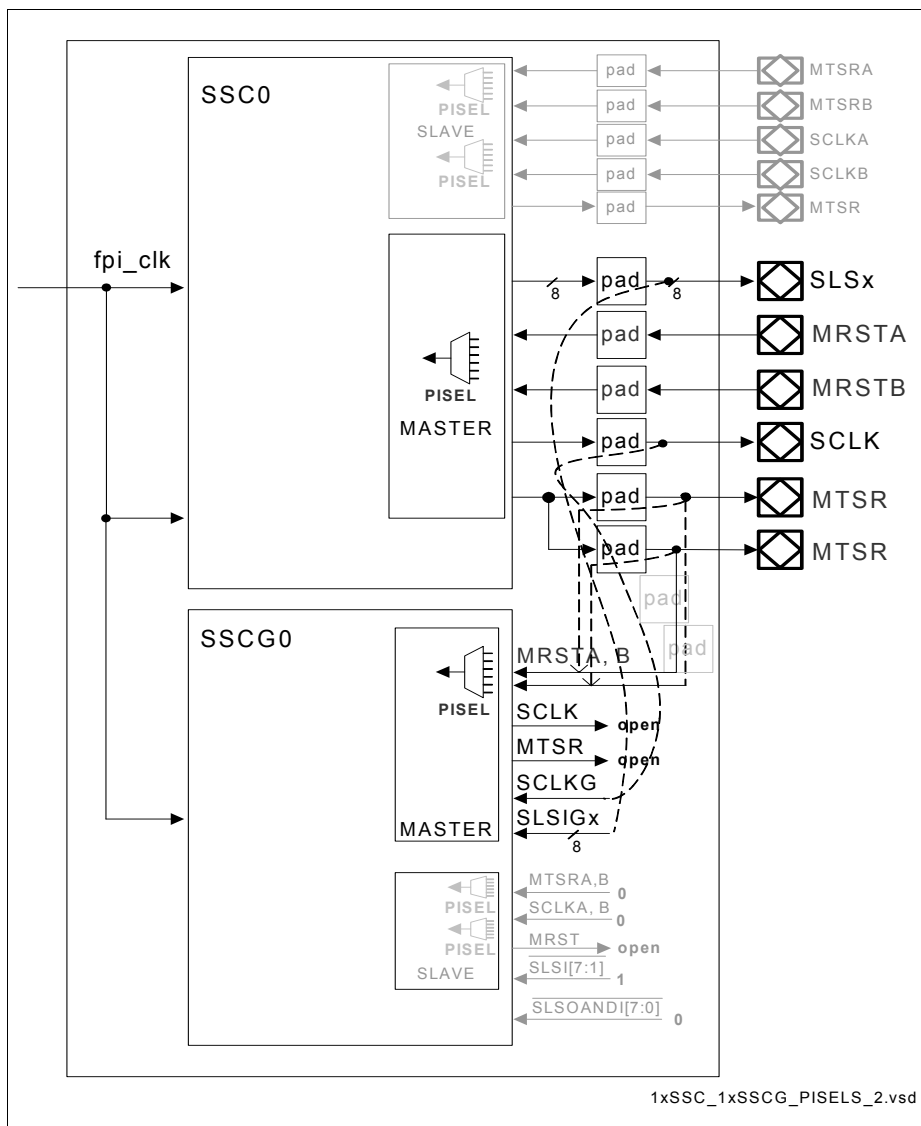 SSC0
pad
MTSRA
PISEL
pad
MTSRB
SLAVE
pad
SCLKA
PISEL
pad
SCLKB
pad
MTSR
fpi_clk
8
pad
8
SLSx
pad
MRSTA
PISEL
pad
MRSTB
MASTER
pad
SCLK
pad
MTSR
pad
MTSR
pad
SSCG0
pad
MRSTA, B
PISEL
SCLK
open
MTSR
open
SCLKG
MASTER
SLSIGx
8
MTSRA,B
0
PISEL
SCLKA, B
0
PISEL
MRST
open
SLAVE
SLSI[7:1]
1
SLSOANDI[7:0]
0
1xSSC_1xSSCG_PISELS_2.vsd